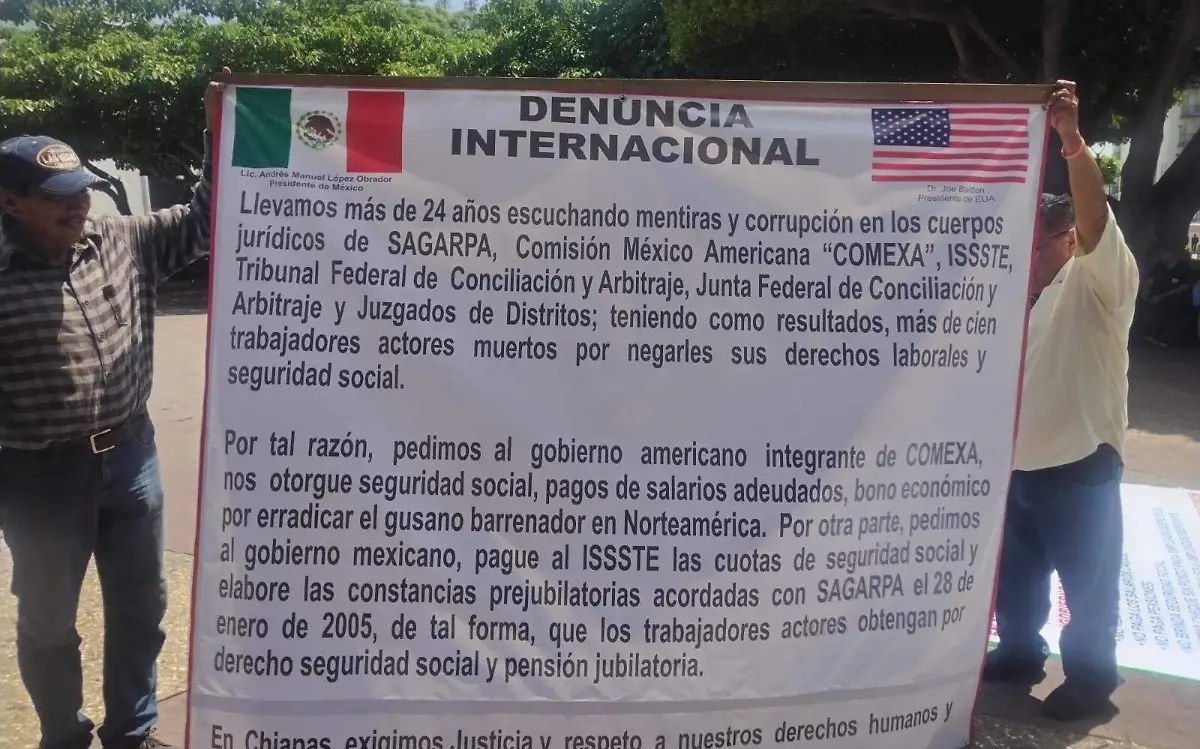 DENUNCIA
INTERNACIONAL
Lic. Andrés Manuel López Obrador
Presidente de México
Dr. Joe Baiden
Presidente de EUA
Llevamos más de 24 años escuchando mentiras y corrupción en los cuerpos
jurídicos de SAGARPA, Comisión México Americana “COMEXA”, ISSSTE,
Tribunal Federal de Conciliación y Arbitraje, Junta Federal de Conciliación y
Arbitraje y Juzgados de Distritos; teniendo como resultados, más de cien
trabajadores actores muertos por negarles sus derechos laborales y
seguridad social.
Por tal razón, pedimos al gobierno americano integrante de COMEXA,
nos otorgue seguridad social, pagos de salarios adeudados, bono económico
por erradicar el gusano barrenador en Norteamérica. Por otra parte, pedimos
al gobierno mexicano, pague al ISSSTE las cuotas de seguridad social y
elabore las constancias prejubilatorias acordadas con SAGARPA el 28 de
enero de 2005, de tal forma, que los trabajadores actores obtengan por
derecho seguridad social y pensión jubilatoria.
En Chiapas exigimos Justicia y respeto a nuestros derechos humanos y